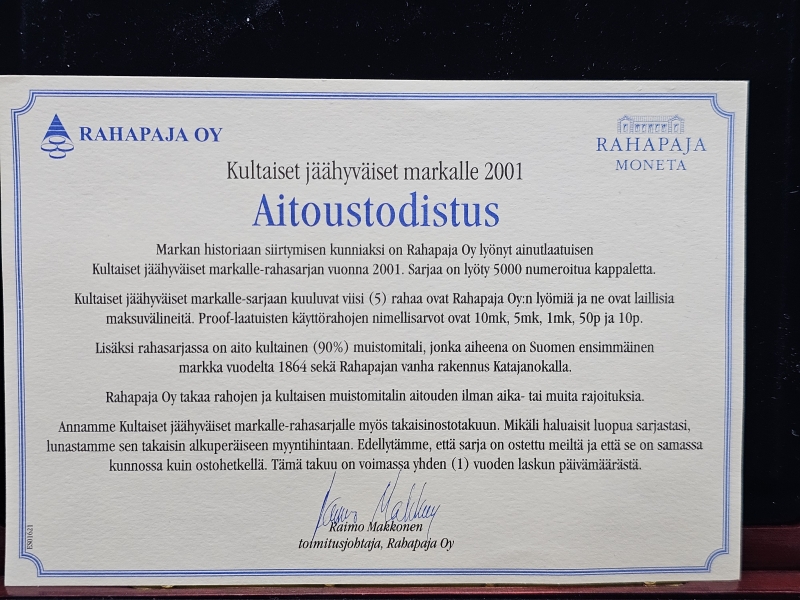 RAHAPAJA OY
RAHAPAJA
MONETA
Kultaiset jäähyväiset markalle 2001
Aitoustodistus
Markan historiaan siirtymisen kunniaksi on Rahapaja Oy lyönyt ainutlaatuisen
Kultaiset jäähyväiset markalle-rahasarjan vuonna 2001. Sarjaa on lyöty 5000 numeroitua kappaletta.
Kultaiset jäähyväiset markalle-sarjaan kuuluvat viisi (5) rahaa ovat Rahapaja Oy:n lyömiä ja ne ovat laillisia
maksuvälineitä. Proof-laatuisten käyttörahojen nimellisarvot ovat 10mk, 5mk, 1mk, 50p ja 10p.
Lisäksi rahasarjassa on aito kultainen (90%) muistomitali, jonka aiheena on Suomen ensimmäinen
markka vuodelta 1864 sekä Rahapajan vanha rakennus Katajanokalla.
Rahapaja Oy takaa rahojen ja kultaisen muistomitalin aitouden ilman aika- tai muita rajoituksia.
Annamme Kultaiset jäähyväiset markalle-rahasarjalle myös takaisinostotakuun. Mikäli haluaisit luopua sarjastasi,
lunastamme sen takaisin alkuperäiseen myyntihintaan. Edellytämme, että sarja on ostettu meiltä ja että se on samassa
kunnossa kuin ostohetkellä. Tämä takuu on voimassa yhden (1) vuoden laskun päivämäärästä.
Raimo Makkonen
Raimo Makkonen
toimitusjohtaja, Rahapaja Oy
EN01621